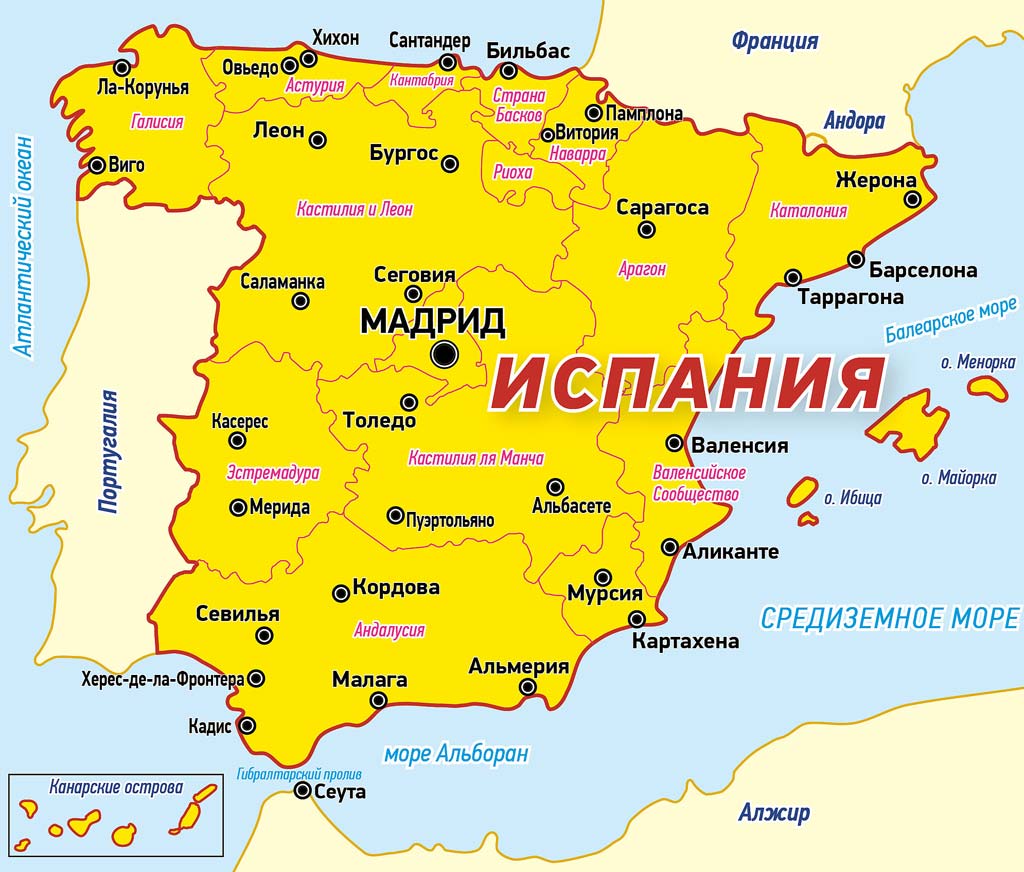 Франция
Хихон
Сантандер
Бильбас
Овьедо
Астурия
Кантабрия
Ла-Корунья
Галисия
Страна
Басков
Памплона
Андора
Леон
Витория
Бургос
Наварра
Виго
Риоха
Жерона
Атлантический океан
Кастилия и Леон
Сарагоса
Каталония
Арагон
Барселона
Сеговия
Саламанка
Таррагона
МАДРИД
Балеарское море
о. Менорка
ИСПАНИЯ
Португалия
Касерес
Толедо
Валенсия
Эстремадура
Кастилия ля Манча
Валенсийское
Сообщество
о. Майорка
о. Ибица
Мерида
Альбасете
Пуэртольяно
Аликанте
Кордова
Мурсия
Севилья
СРЕДИЗЕМНОЕ МОРЕ
Андалусия
Картахена
Альмерия
Херес-де-ла-Фронтера
Малага
Кадис
море Альборан
Гибралтарский пролив
Канарские острова
Сеута
Алжир